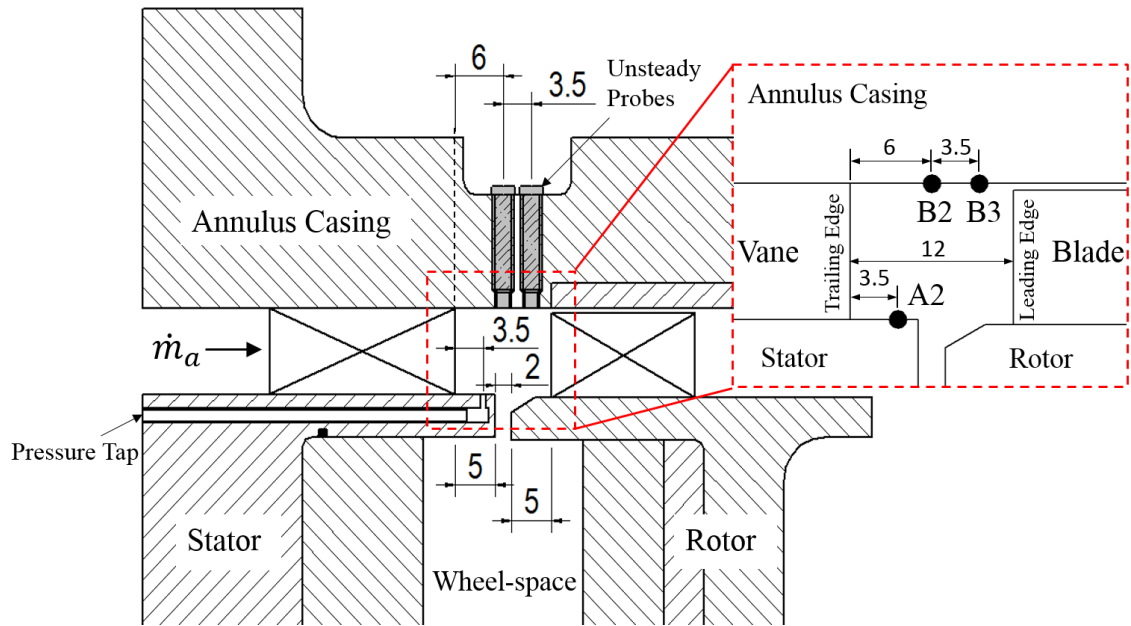 6
3.5
Unsteady
Probes
Annulus Casing
ṁₐ
3.5
2
Pressure Tap
5
5
Stator
Wheel-space
Rotor
Annulus Casing
6
3.5
B2
B3
Vane
Trailing Edge
12
Leading Edge
Blade
3.5
A2
Stator
Rotor